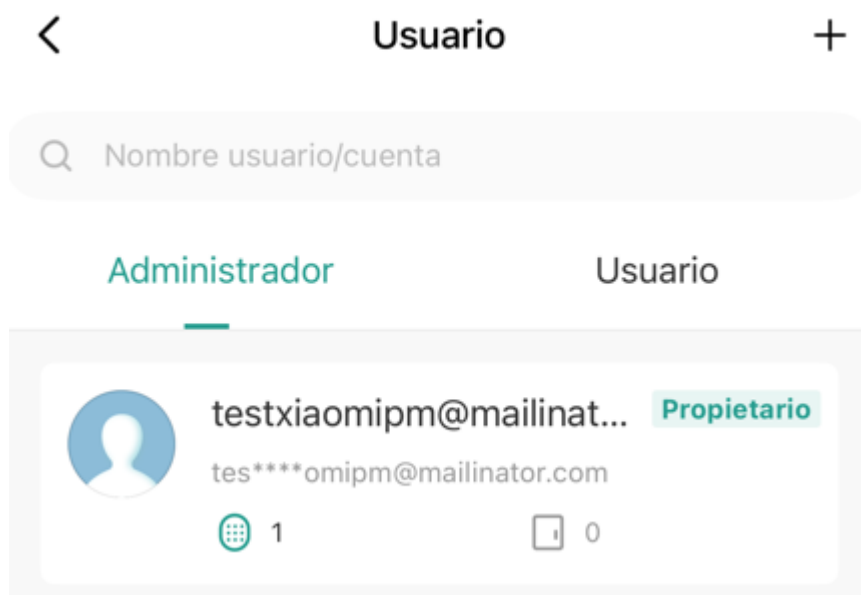 Usuario
Nombre usuario/cuenta
Administrador Usuario
testxiaomipm@mailinat... Propietario
tes****omipm@mailinator.com
1 0